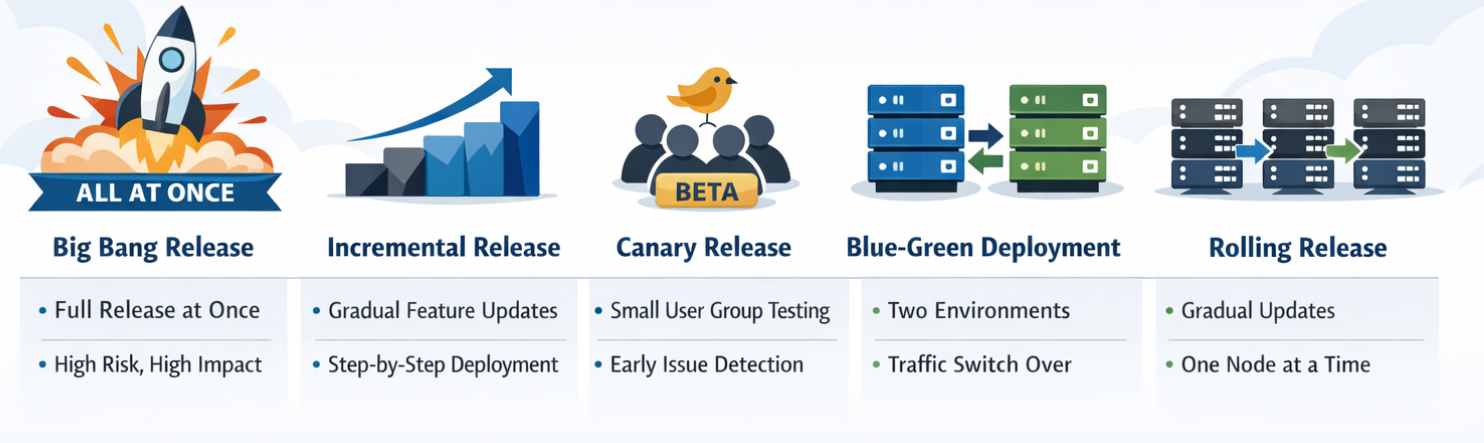 ALL AT ONCE
BETA
Big Bang Release
Incremental Release
Canary Release
Blue-Green Deployment
Rolling Release
• Full Release at Once
• High Risk, High Impact
• Gradual Feature Updates
• Step-by-Step Deployment
• Small User Group Testing
• Early Issue Detection
• Two Environments
• Traffic Switch Over
• Gradual Updates
• One Node at a Time